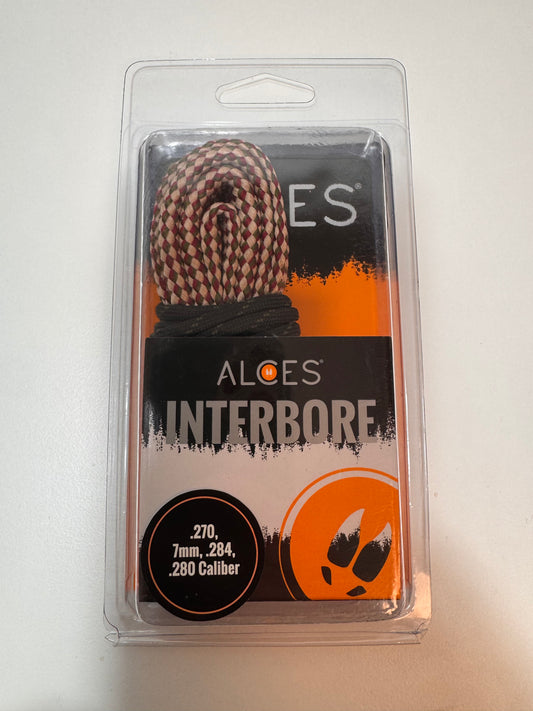 ES®
ALCES®
INTERBORE
.270,
7mm, .284,
.280 Caliber